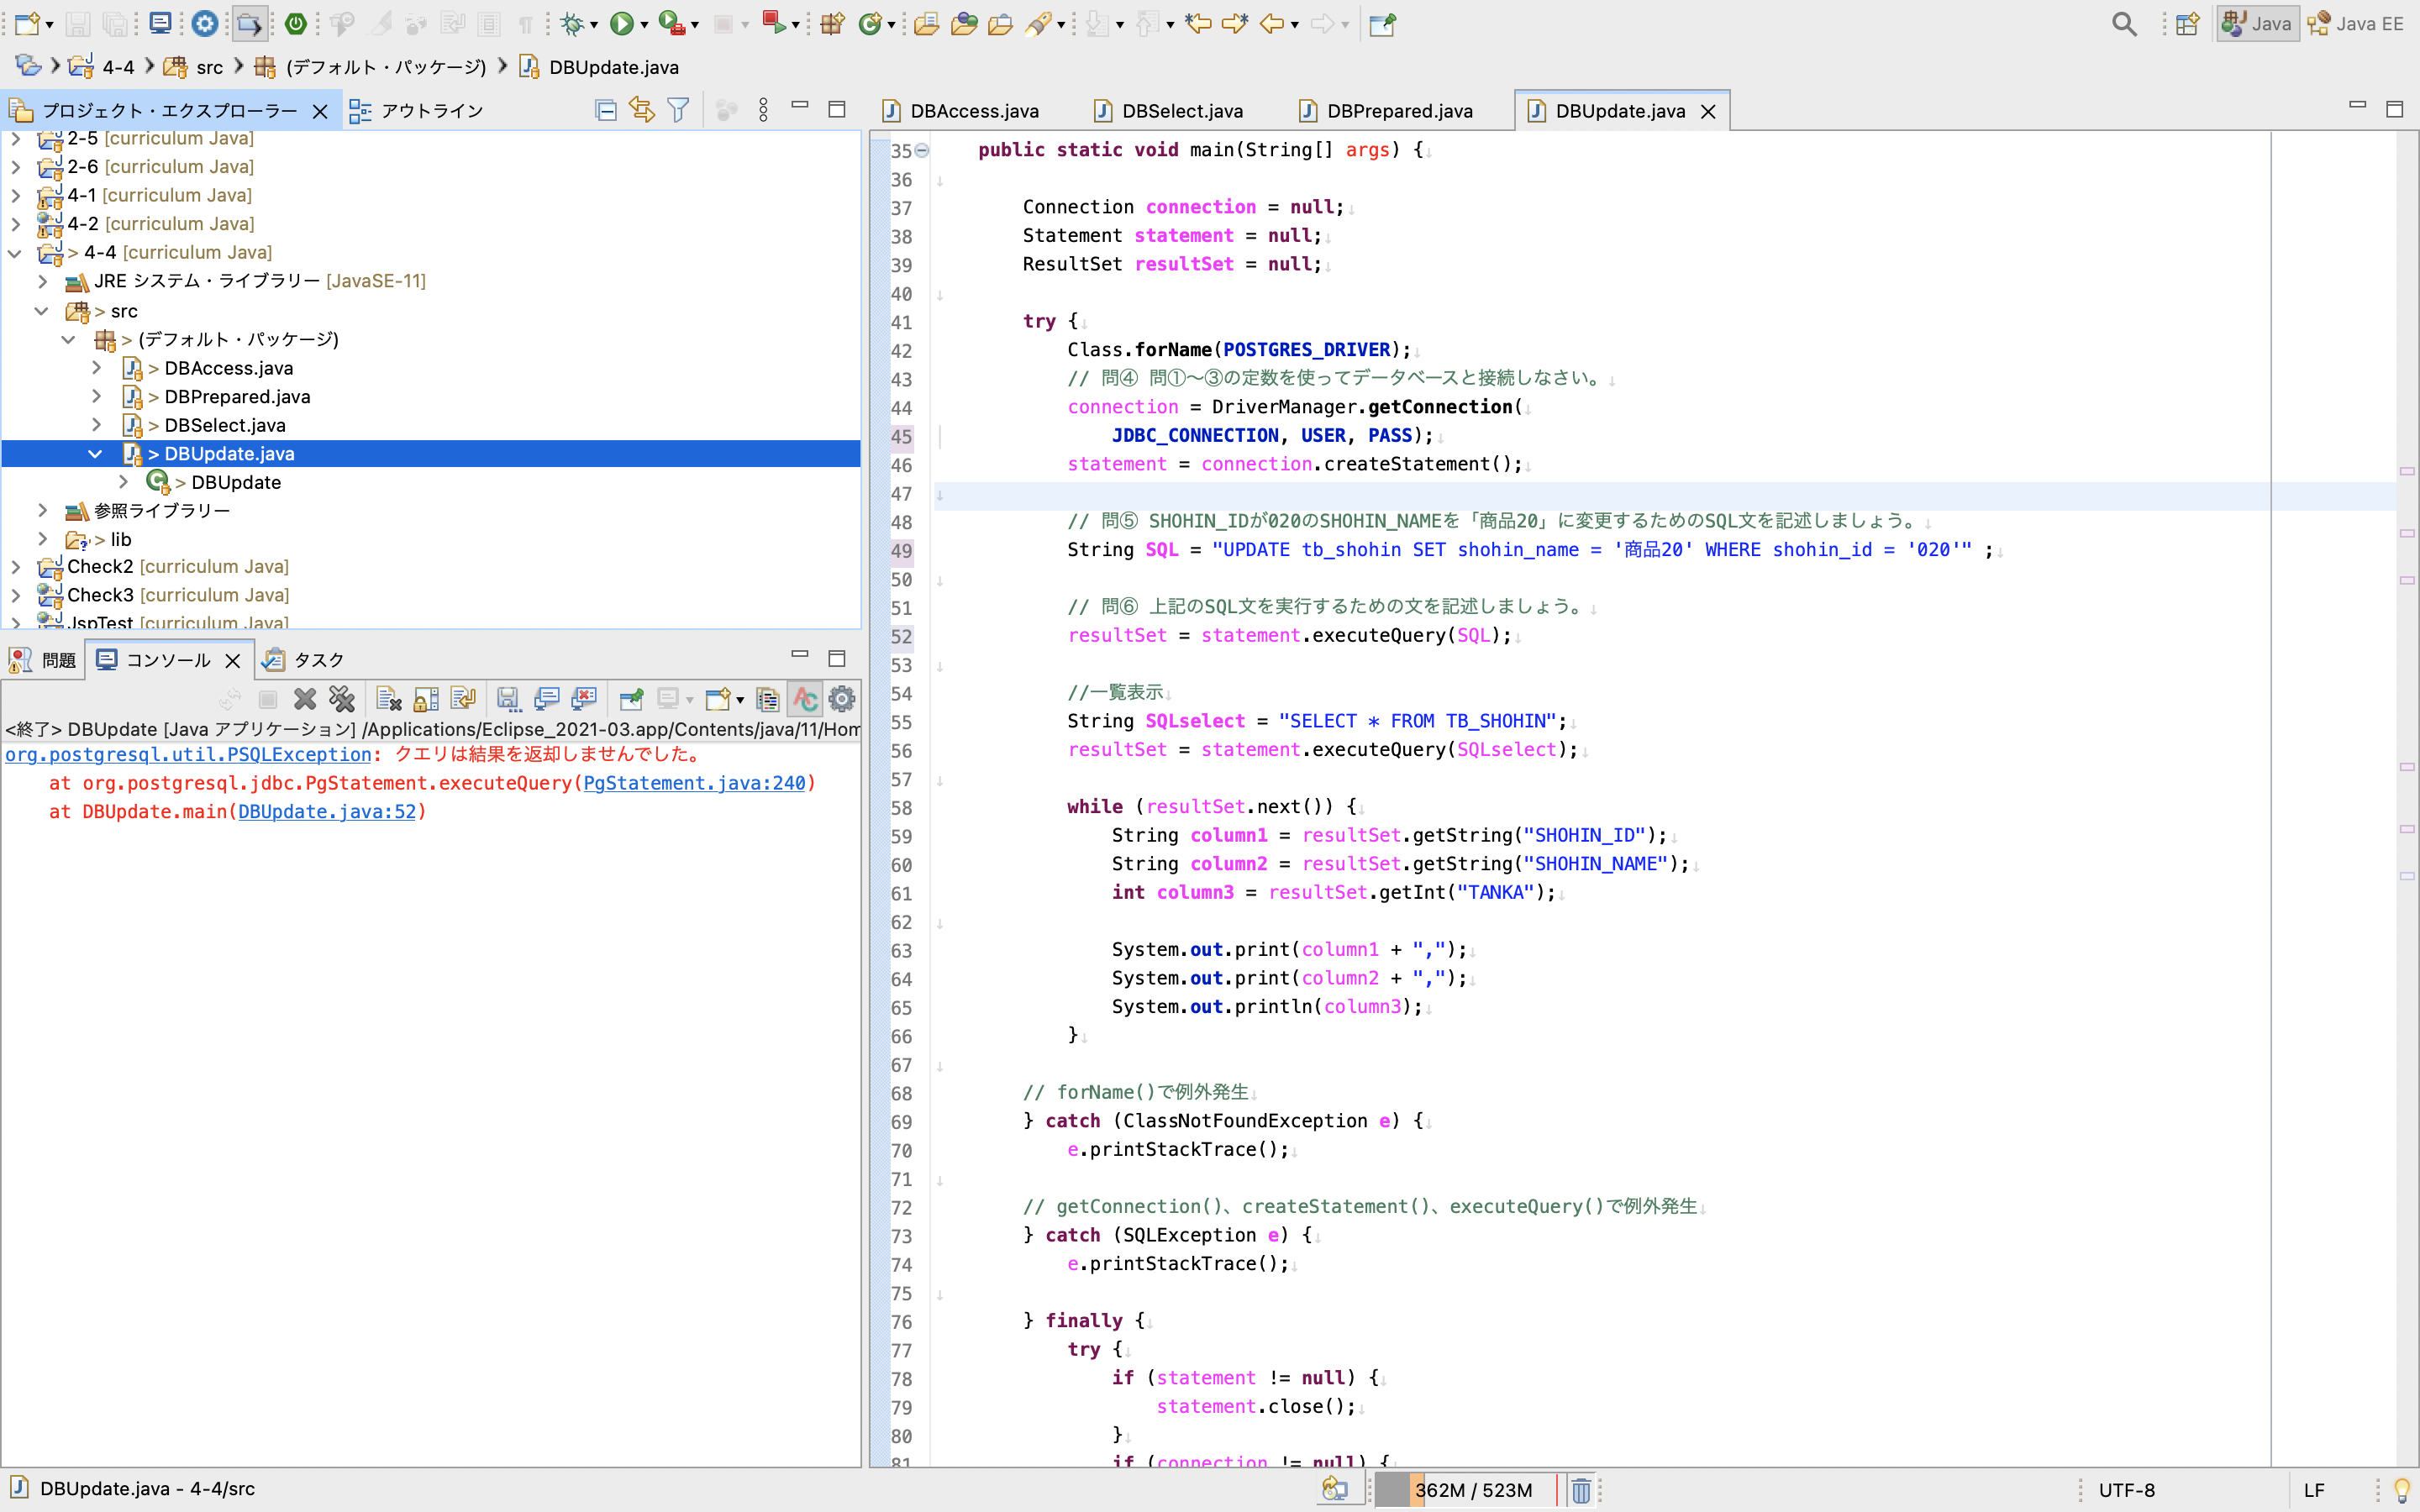 Java
Java EE
4-4
src
(デフォルト・パッケージ)
DBUpdate.java
プロジェクト・エクスプローラー
アウトライン
2-5 [curriculum Java]
2-6 [curriculum Java]
4-1 [curriculum Java]
4-2 [curriculum Java]
> 4-4 [curriculum Java]
JRE システム・ライブラリー [JavaSE-11]
> src
> (デフォルト・パッケージ)
> DBAccess.java
> DBPrepared.java
> DBSelect.java
> DBUpdate.java
> DBUpdate
参照ライブラリー
> lib
Check2 [curriculum Java]
Check3 [curriculum Java]
JspTest [curriculum Java]
問題
コンソール
タスク
<終了> DBUpdate [Java アプリケーション] /Applications/Eclipse_2021-03.app/Contents/java/11/Hom
org.postgresql.util.PSQLException: クエリは結果を返却しませんでした。
at org.postgresql.jdbc.PgStatement.executeQuery(PgStatement.java:240)
at DBUpdate.main(DBUpdate.java:52)
DBAccess.java
DBSelect.java
DBPrepared.java
DBUpdate.java
35 public static void main(String[] args) {
36
37 Connection connection = null;
38 Statement statement = null;
39 ResultSet resultSet = null;
40
41 try {
42 Class.forName(POSTGRES_DRIVER);
43 // 問④ 問①～③の定数を使ってデータベースと接続しなさい。
44 connection = DriverManager.getConnection(
45 JDBC_CONNECTION, USER, PASS);
46 statement = connection.createStatement();
47
48 // 問⑤ SHOHIN_IDが020のSHOHIN_NAMEを「商品20」に変更するためのSQL文を記述しましょう。
49 String SQL = "UPDATE tb_shohin SET shohin_name = '商品20' WHERE shohin_id = '020'" ;
50
51 // 問⑥ 上記のSQL文を実行するための文を記述しましょう。
52 resultSet = statement.executeQuery(SQL);
53
54 //一覧表示
55 String SQLselect = "SELECT * FROM TB_SHOHIN";
56 resultSet = statement.executeQuery(SQLselect);
57
58 while (resultSet.next()) {
59 String column1 = resultSet.getString("SHOHIN_ID");
60 String column2 = resultSet.getString("SHOHIN_NAME");
61 int column3 = resultSet.getInt("TANKA");
62
63 System.out.print(column1 + ",");
64 System.out.print(column2 + ",");
65 System.out.println(column3);
66 }
67
68 // forName()で例外発生
69 } catch (ClassNotFoundException e) {
70 e.printStackTrace();
71
72 // getConnection()、createStatement()、executeQuery()で例外発生
73 } catch (SQLException e) {
74 e.printStackTrace();
75
76 } finally {
77 try {
78 if (statement != null) {
79 statement.close();
80 }
81 if (connection != null) {
DBUpdate.java - 4-4/src
362M / 523M
UTF-8
LF